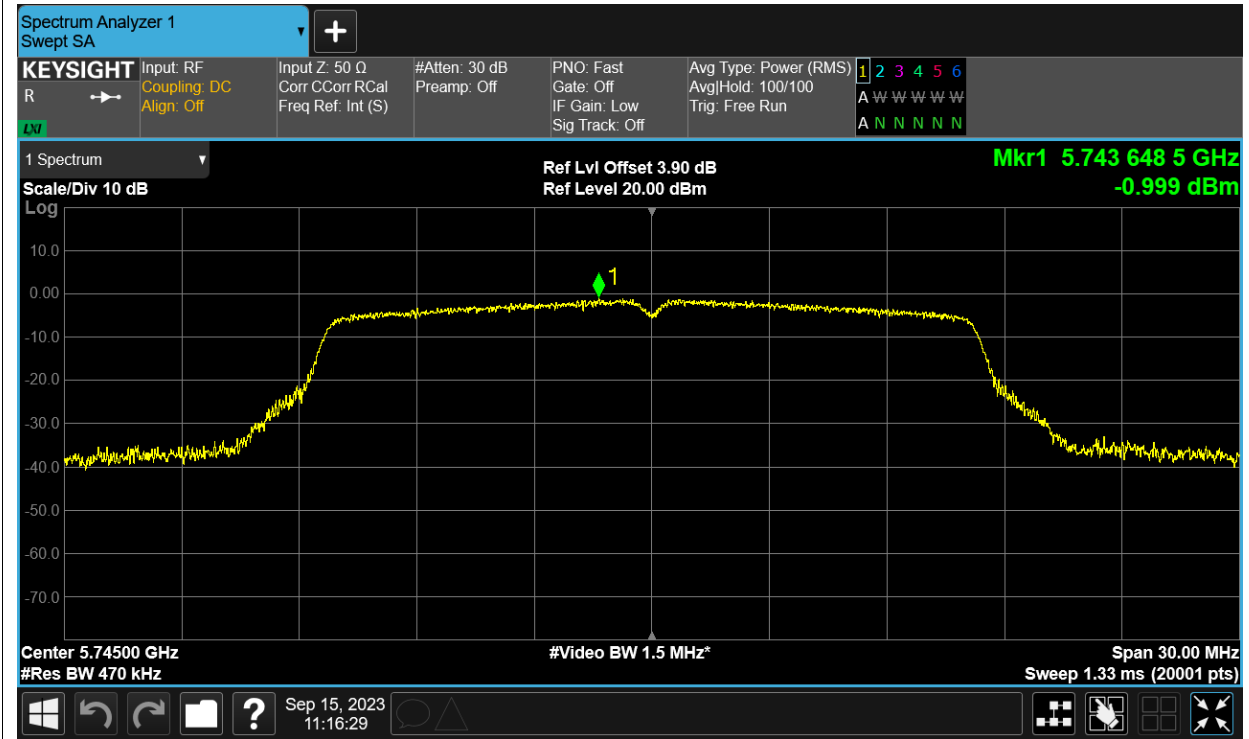 Spectrum Analyzer 1
Swept SA
KEYSIGHT
R
LXI
Input: RF
Coupling: DC
Align: Off
Input Z: 50 Ω
Corr CCorr RCal
Freq Ref: Int (S)
#Atten: 30 dB
Preamp: Off
PNO: Fast
Gate: Off
IF Gain: Low
Sig Track: Off
Avg Type: Power (RMS)
Avg|Hold: 100/100
Trig: Free Run
1 2 3 4 5 6
A W W W W W
A N N N N N
1 Spectrum
Scale/Div 10 dB
Log
Ref Lvl Offset 3.90 dB
Ref Level 20.00 dBm
Mkr1 5.743 648 5 GHz
-0.999 dBm
1
10.0
0.00
-10.0
-20.0
-30.0
-40.0
-50.0
-60.0
-70.0
Center 5.74500 GHz
#Res BW 470 kHz
#Video BW 1.5 MHz*
Span 30.00 MHz
Sweep 1.33 ms (20001 pts)
?
Sep 15, 2023
11:16:29